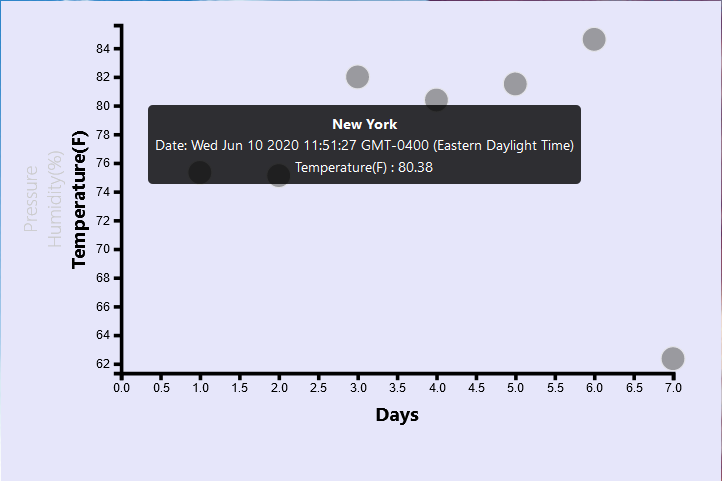 84
82
80
78
76
74
72
70
68
66
64
62
Pressure
Humidity(%)
Temperature(F)
New York
Date: Wed Jun 10 2020 11:51:27 GMT-0400 (Eastern Daylight Time)
Temperature(F) : 80.38
0.0 0.5 1.0 1.5 2.0 2.5 3.0 3.5 4.0 4.5 5.0 5.5 6.0 6.5 7.0
Days